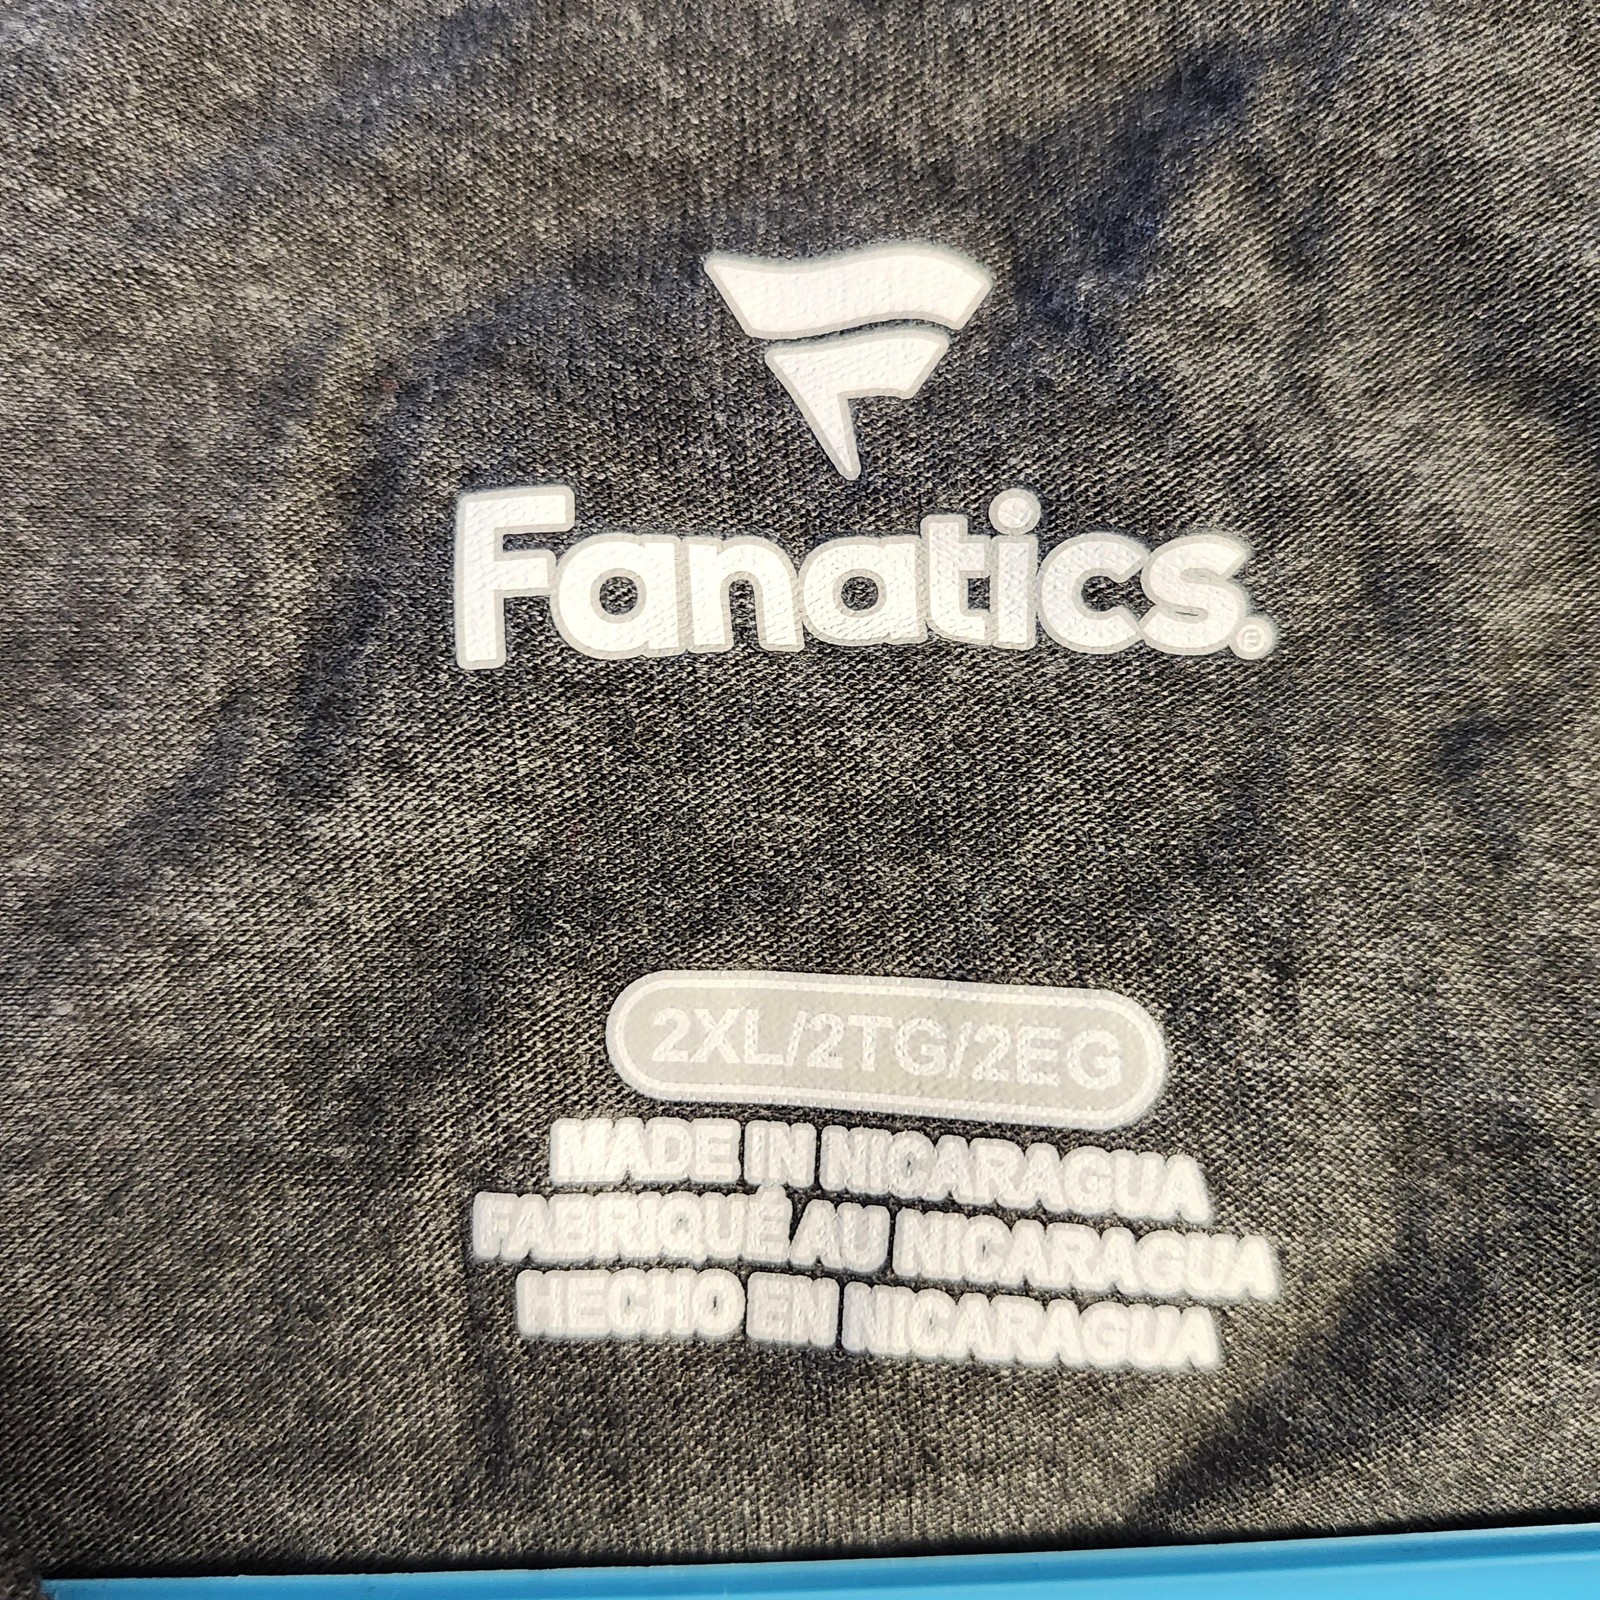 Fanatics.
2XL/2TG/2EG
MADE IN NICARAGUA
FABRIQUÉ AU NICARAGUA
HECHO EN NICARAGUA